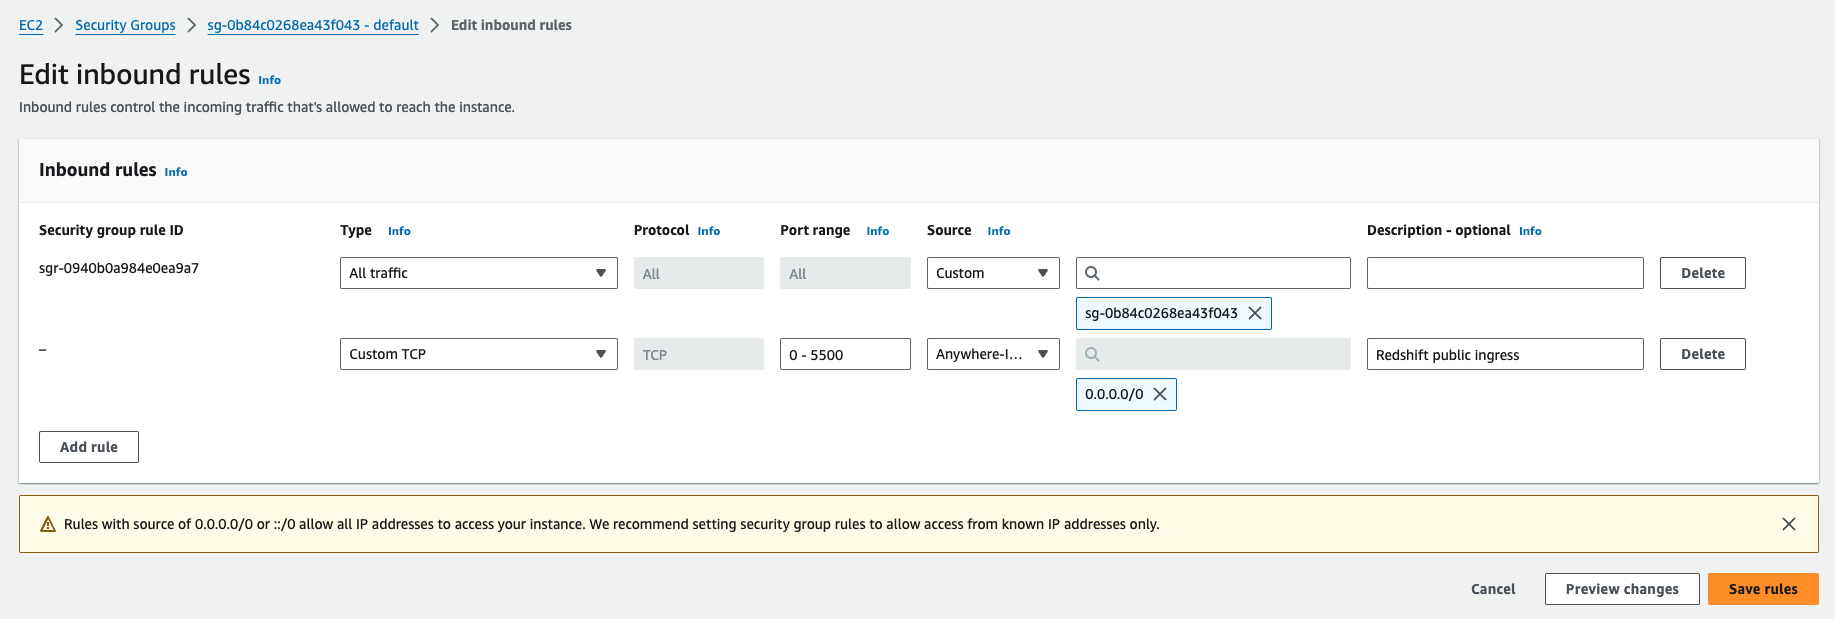 EC2 > Security Groups > sg-0b84c0268ea43f043 - default > Edit inbound rules
Edit inbound rules Info
Inbound rules control the incoming traffic that's allowed to reach the instance.
Inbound rules Info
Security group rule ID Type Info Protocol Info Port range Info Source Info Description - optional Info
sgr-0940b0a984e0ea9a7 All traffic All All Custom Delete
sg-0b84c0268ea43f043
– Custom TCP TCP 0 - 5500 Anywhere-I... Redshift public ingress Delete
0.0.0.0/0
Add rule
Rules with source of 0.0.0.0/0 or ::/0 allow all IP addresses to access your instance. We recommend setting security group rules to allow access from known IP addresses only.
Cancel Preview changes Save rules